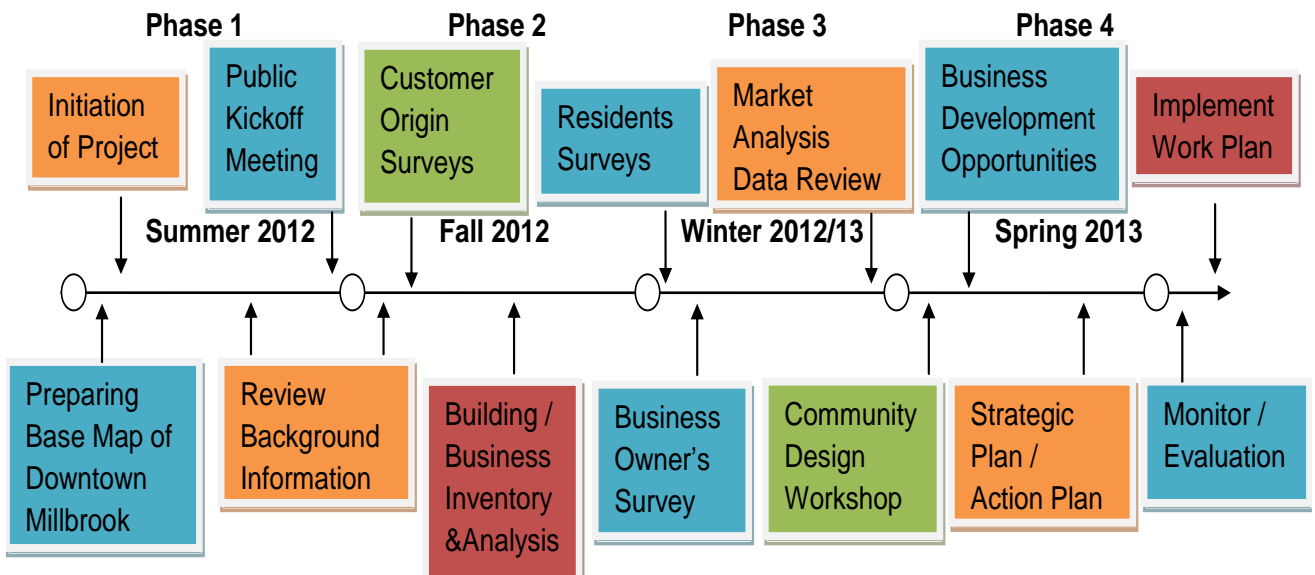 Phase 1
Phase 2
Phase 3
Phase 4
Initiation
of Project
Public
Kickoff
Meeting
Customer
Origin
Surveys
Residents
Surveys
Market
Analysis
Data Review
Business
Development
Opportunities
Implement
Work Plan
Summer 2012
Fall 2012
Winter 2012/13
Spring 2013
Preparing
Base Map of
Downtown
Millbrook
Review
Background
Information
Building /
Business
Inventory
&Analysis
Business
Owner’s
Survey
Community
Design
Workshop
Strategic
Plan /
Action Plan
Monitor /
Evaluation